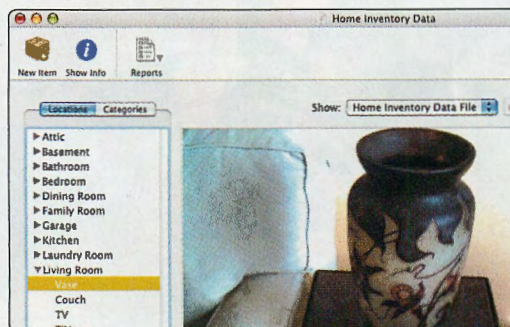 Home Inventory Data
New Item Show Info Reports
Locations Categories
Show: Home Inventory Data File
Attic
Basement
Bathroom
Bedroom
Dining Room
Family Room
Garage
Kitchen
Laundry Room
Living Room
Vase
Couch
TV